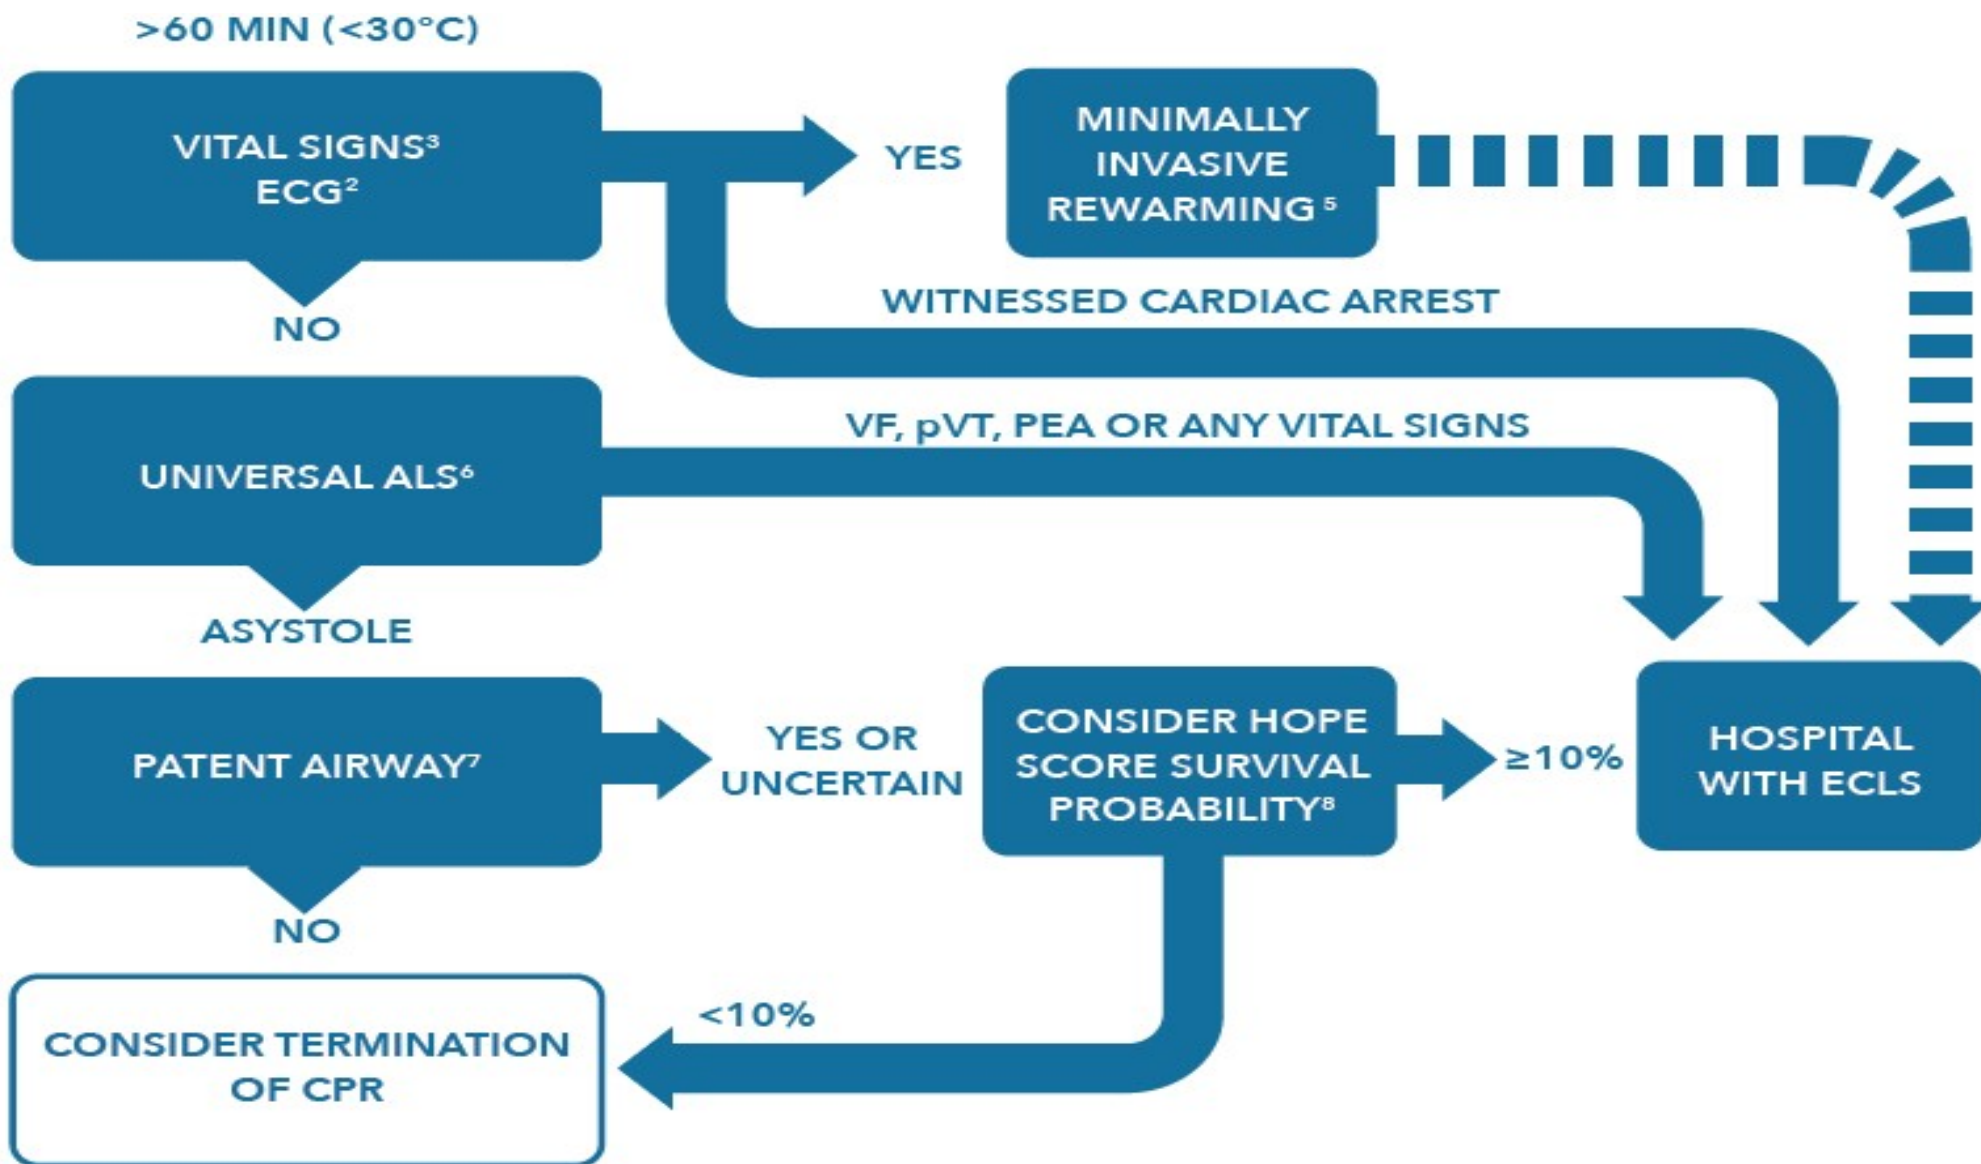 >60 MIN (<30°C)
VITAL SIGNS³
ECG²
YES
MINIMALLY
INVASIVE
REWARMING ⁵
NO
WITNESSED CARDIAC ARREST
UNIVERSAL ALS⁶
VF, pVT, PEA OR ANY VITAL SIGNS
ASYSTOLE
PATENT AIRWAY⁷
YES OR
UNCERTAIN
CONSIDER HOPE
SCORE SURVIVAL
PROBABILITY⁸
≥10%
HOSPITAL
WITH ECLS
NO
<10%
CONSIDER TERMINATION
OF CPR